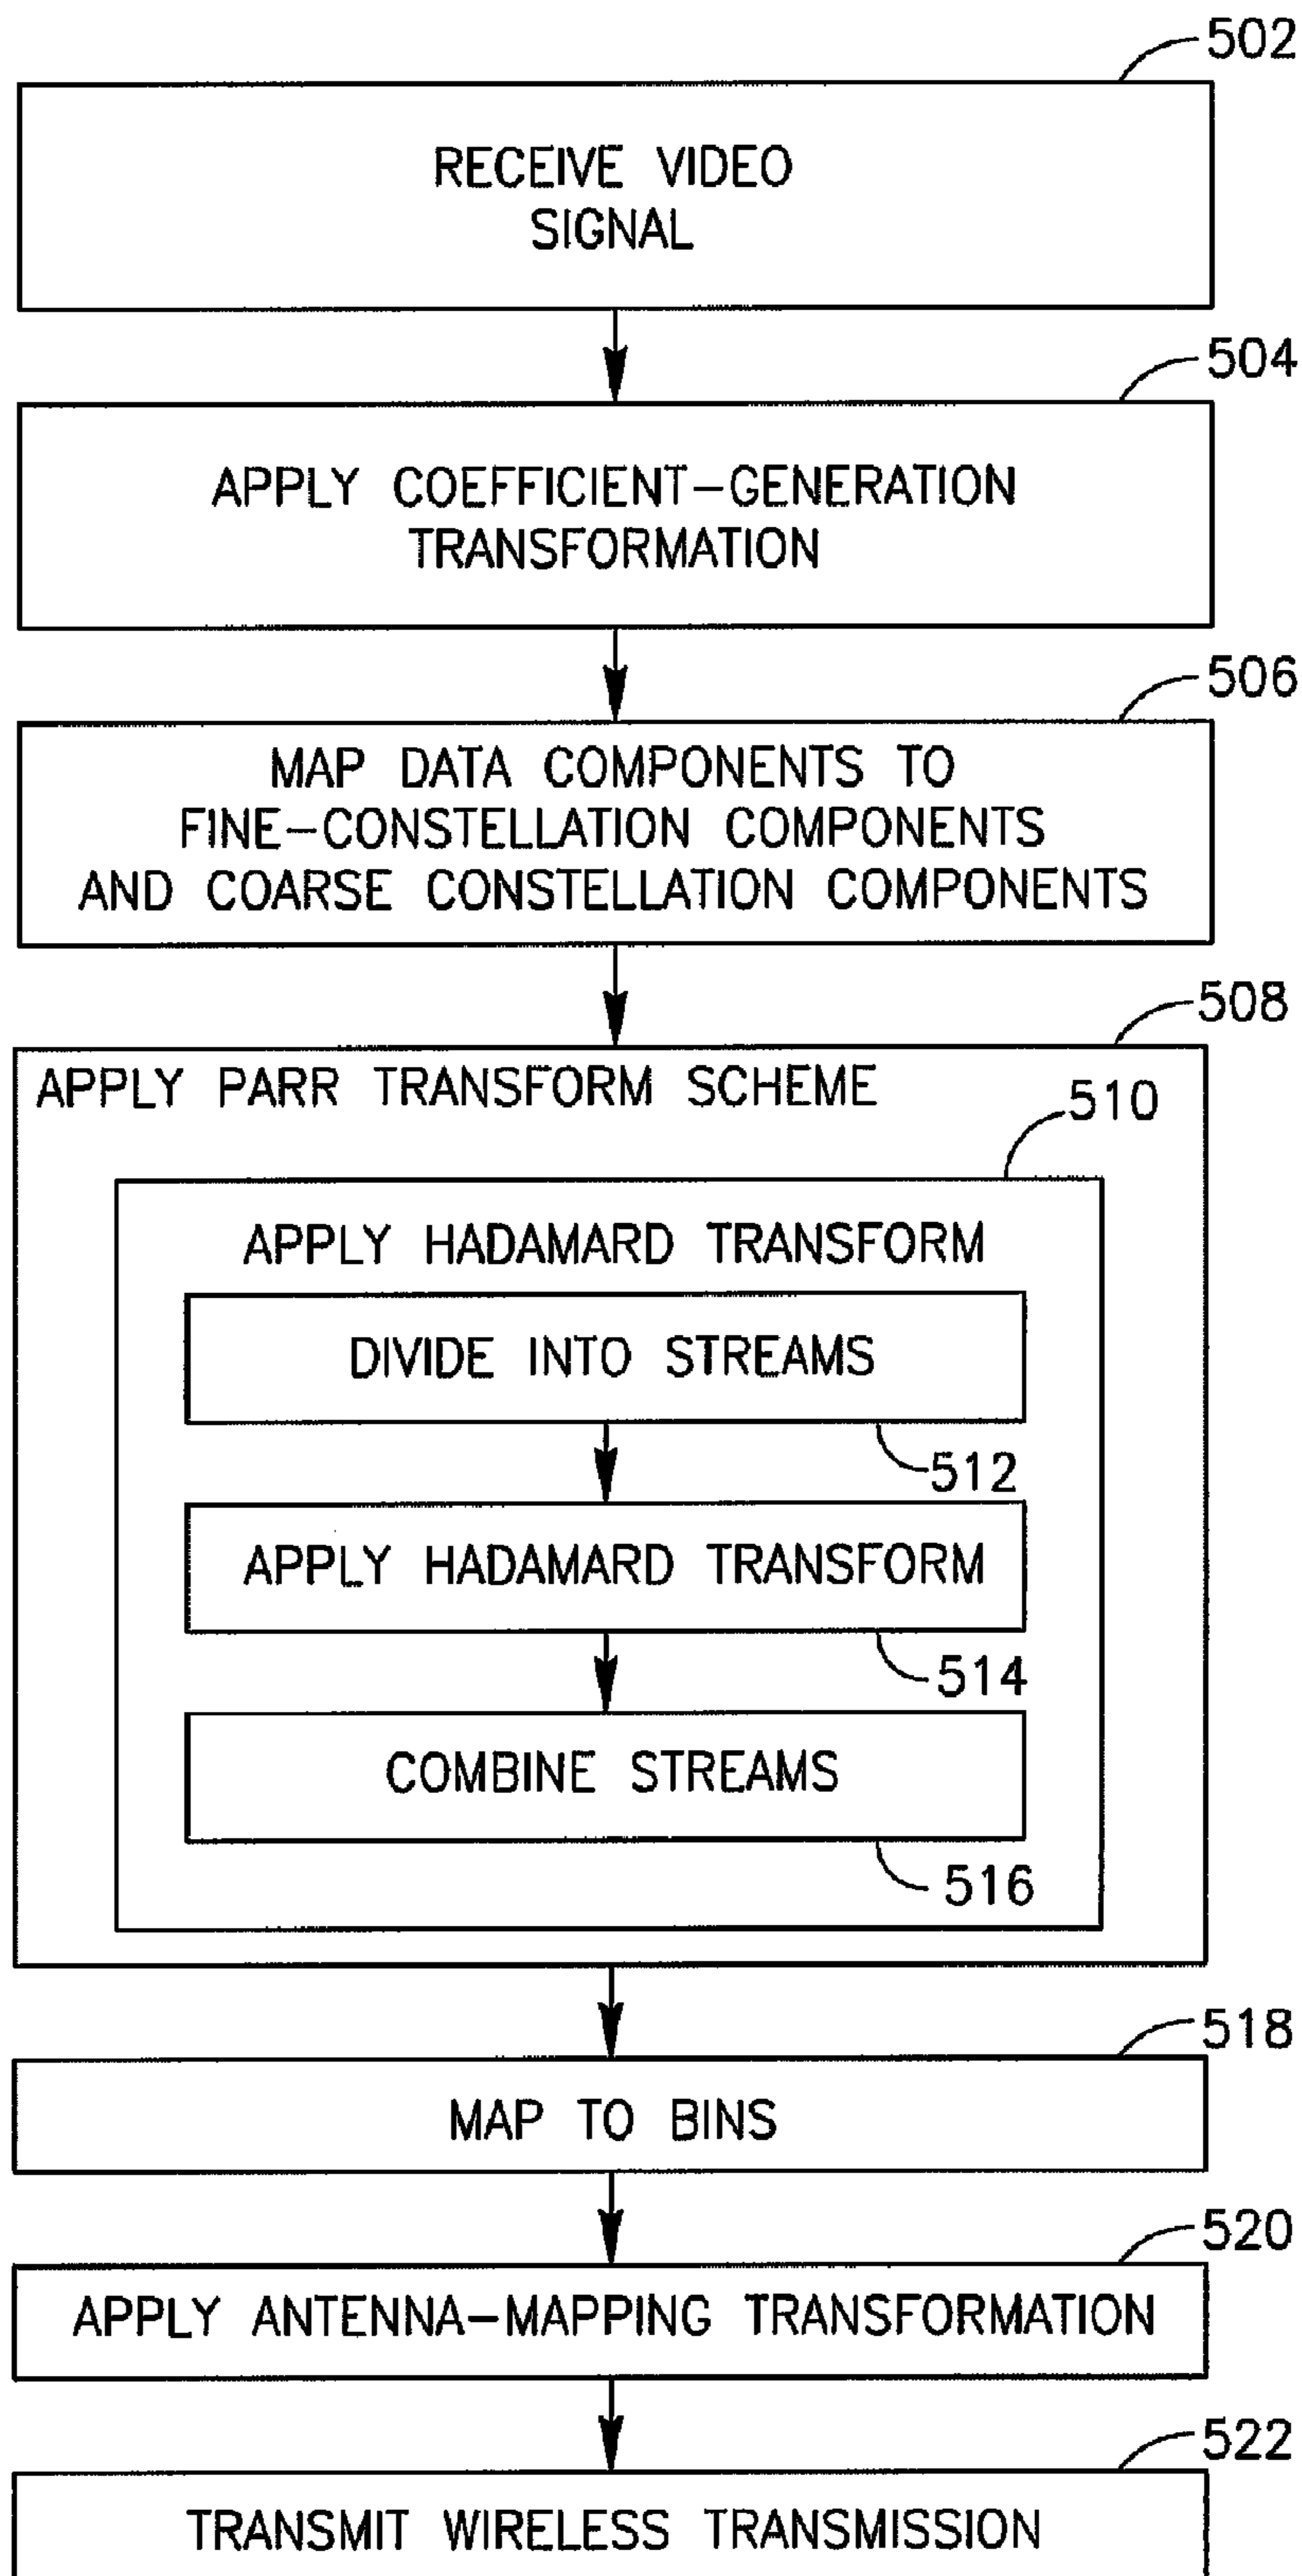 502
RECEIVE VIDEO
SIGNAL
504
APPLY COEFFICIENT-GENERATION
TRANSFORMATION
506
MAP DATA COMPONENTS TO
FINE-CONSTELLATION COMPONENTS
AND COARSE CONSTELLATION COMPONENTS
508
APPLY PARR TRANSFORM SCHEME
510
APPLY HADAMARD TRANSFORM
DIVIDE INTO STREAMS
512
APPLY HADAMARD TRANSFORM
514
COMBINE STREAMS
516
518
MAP TO BINS
520
APPLY ANTENNA-MAPPING TRANSFORMATION
522
TRANSMIT WIRELESS TRANSMISSION